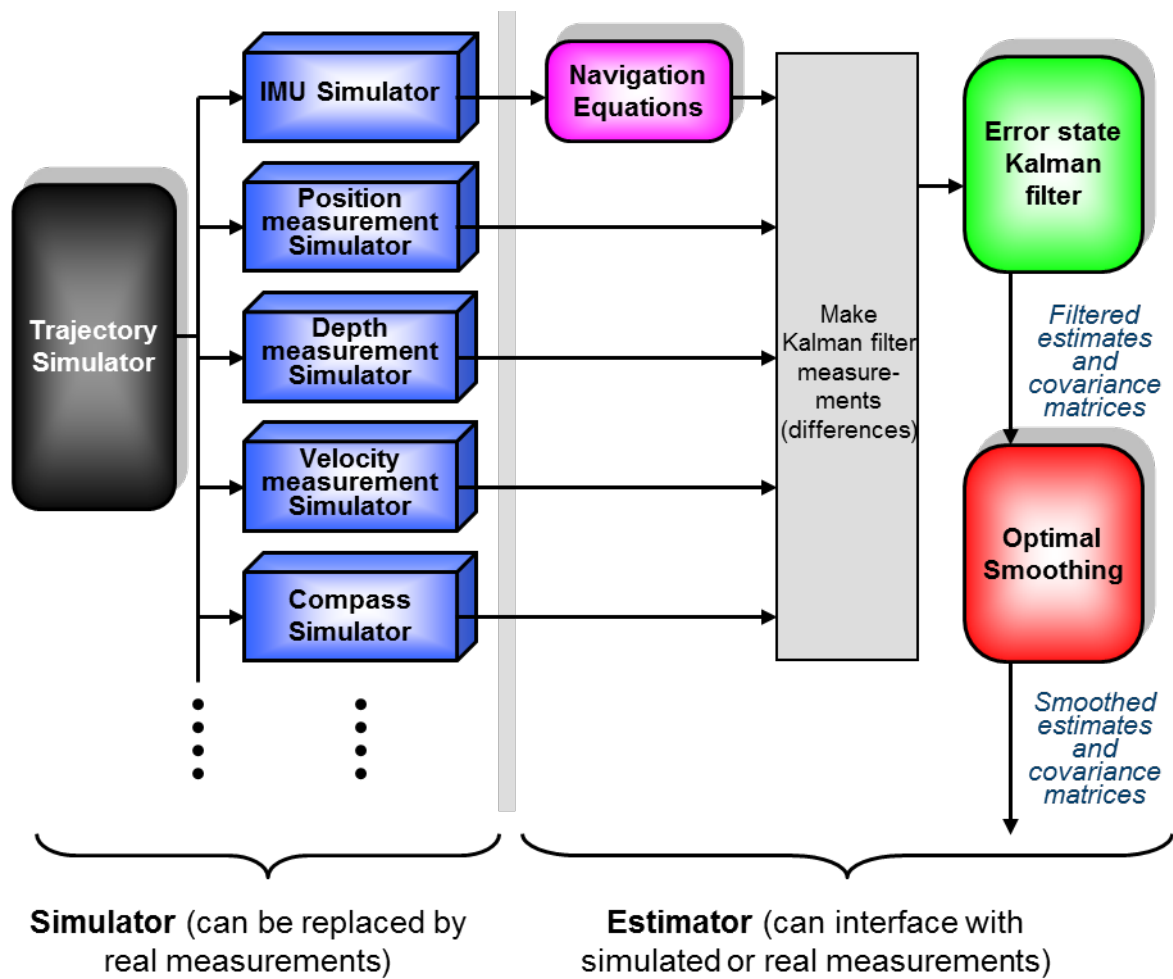 Trajectory
Simulator
IMU Simulator
Position
measurement
Simulator
Depth
measurement
Simulator
Velocity
measurement
Simulator
Compass
Simulator
Navigation
Equations
Make
Kalman filter
measure-
ments
(differences)
Error state
Kalman
filter
Filtered
estimates
and
covariance
matrices
Optimal
Smoothing
Smoothed
estimates
and
covariance
matrices
Simulator (can be replaced by
real measurements)
Estimator (can interface with
simulated or real measurements)